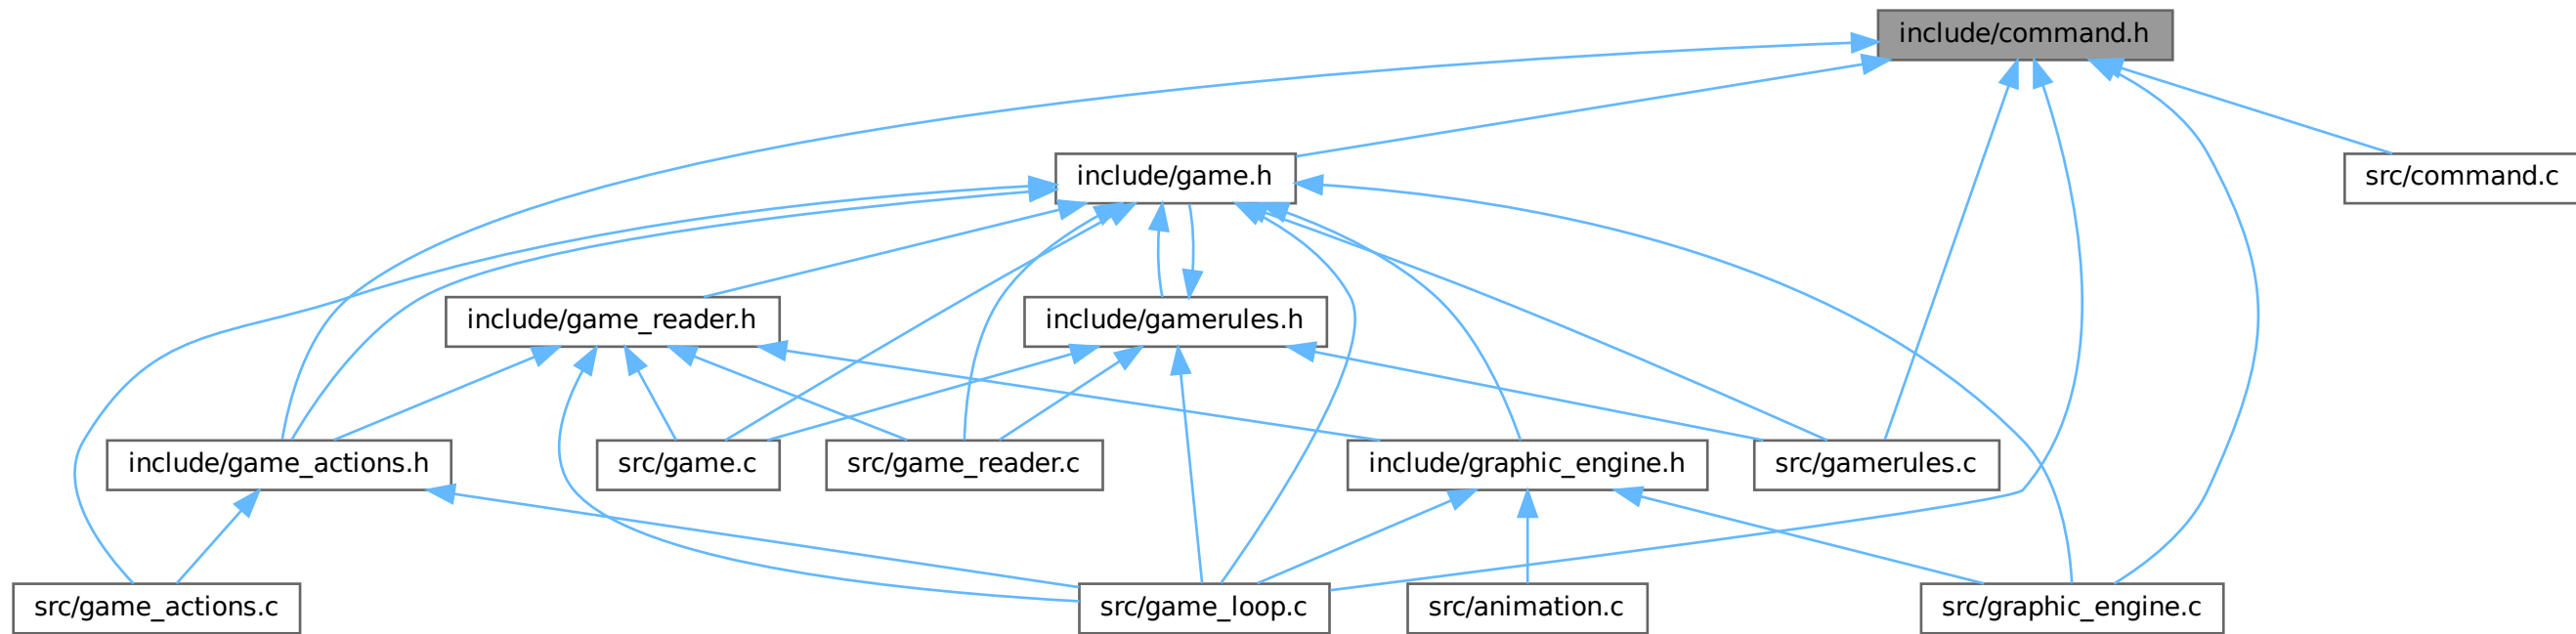 include/command.h
include/game.h
src/command.c
include/game_reader.h
include/gamerules.h
include/game_actions.h
src/game.c
src/game_reader.c
include/graphic_engine.h
src/gamerules.c
src/game_actions.c
src/game_loop.c
src/animation.c
src/graphic_engine.c